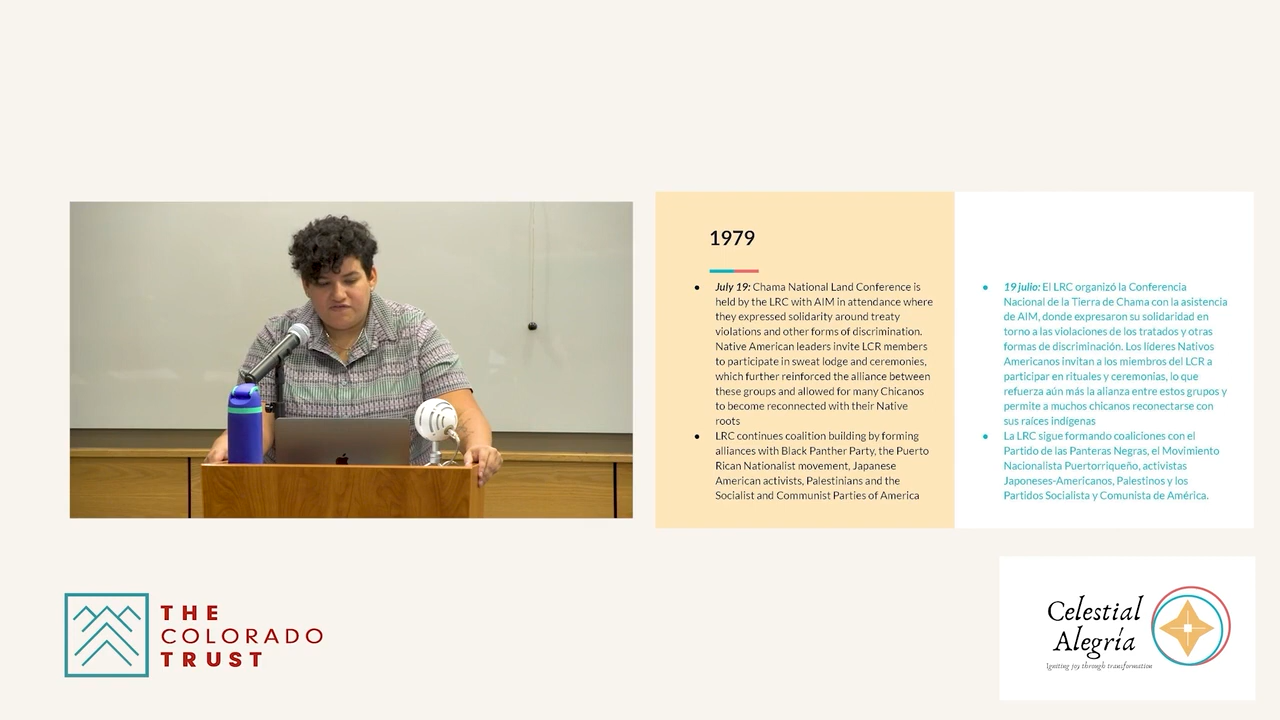 1979
July 19: Chama National Land Conference is
held by the LRC with AIM in attendance where
they expressed solidarity around treaty
violations and other forms of discrimination.
Native American leaders invite LCR members
to participate in sweat lodge and ceremonies,
which further reinforced the alliance between
these groups and allowed for many Chicanos
to become reconnected with their Native
roots
LRC continues coalition building by forming
alliances with Black Panther Party, the Puerto
Rican Nationalist movement, Japanese
American activists, Palestinians and the
Socialist and Communist Parties of America
19 julio: El LRC organizó la Conferencia
Nacional de la Tierra de Chama con la asistencia
de AIM, donde expresaron su solidaridad en
torno a las violaciones de los tratados y otras
formas de discriminación. Los líderes Nativos
Americanos invitan a los miembros del LCR a
participar en rituales y ceremonias, lo que
refuerza aún más la alianza entre estos grupos y
permite a muchos chicanos reconectarse con
sus raíces indígenas
La LRC sigue formando coaliciones con el
Partido de las Panteras Negras, el Movimiento
Nacionalista Puertorriqueño, activistas
Japoneses-Americanos, Palestinos y los
Partidos Socialista y Comunista de América.
THE
COLORADO
TRUST
Celestial
Alegría
Igniting joy through transformation